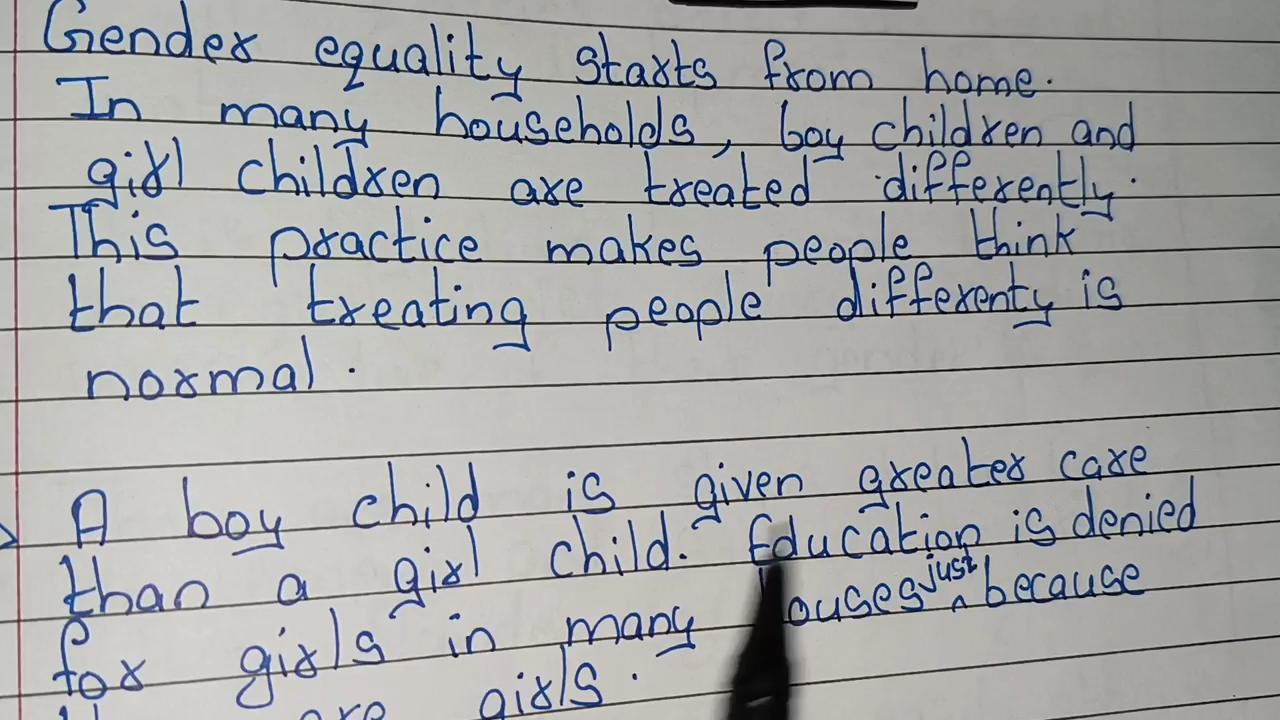 Gender equality starts from home.
In many households, boy children and
girl children are treated differently.
This practice makes people think
that treating people differenty is
normal.
A boy child is given greater care
than a girl child. Education is denied
for girls in many houses just because
are girls.